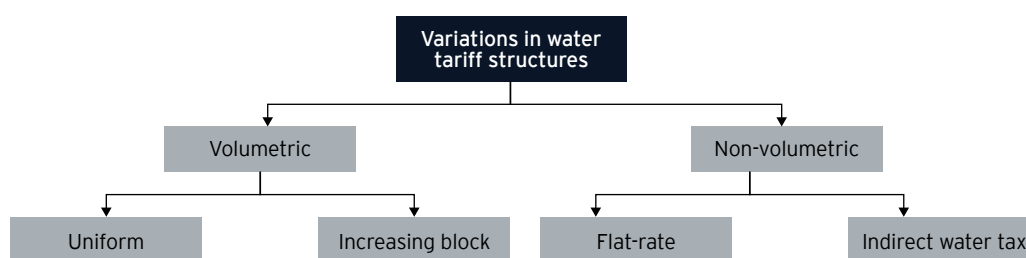 Variations in water
tariff structures
Volumetric
Non-volumetric
Uniform
Increasing block
Flat-rate
Indirect water tax